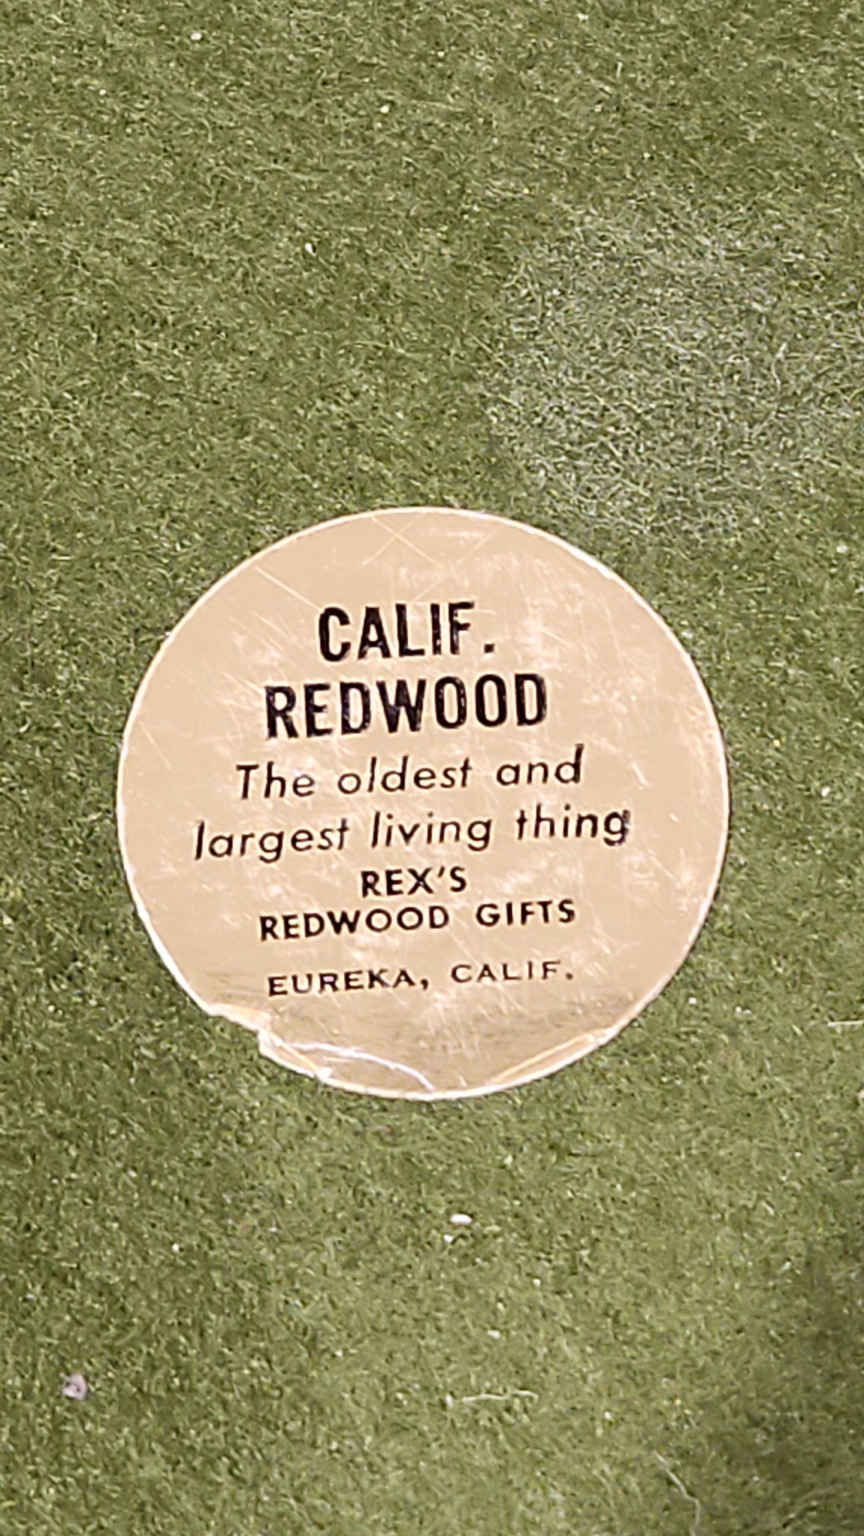 CALIF.
REDWOOD
The oldest and
largest living thing
REX'S
REDWOOD GIFTS
EUREKA, CALIF.